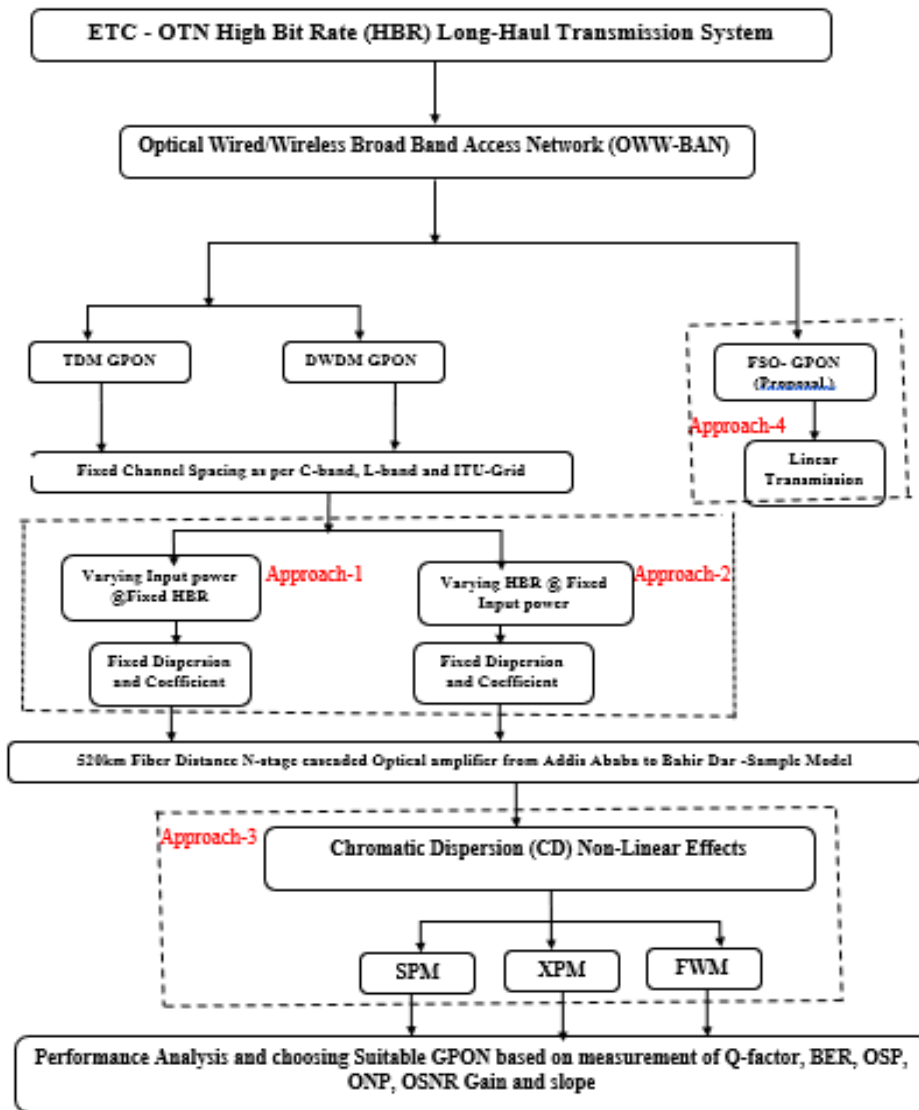 ETC - OTN High Bit Rate (HBR) Long-Haul Transmission System
Optical Wired/Wireless Broad Band Access Network (OWW-BAN)
TDM GPON
DWDM GPON
FSO- GPON
(Proposal.)
Approach-4
Linear
Transmission
Fixed Channel Spacing as per C-band, L-band and ITU-Grid
Varying Input power
@Fixed HBR
Approach-1
Varying HBR @ Fixed
Input power
Approach-2
Fixed Dispersion
and Coefficient
Fixed Dispersion
and Coefficient
520km Fiber Distance N-stage cascaded Optical amplifier from Addis Ababa to Bahir Dar -Sample Model
Approach-3
Chromatic Dispersion (CD) Non-Linear Effects
SPM
XPM
FWM
Performance Analysis and choosing Suitable GPON based on measurement of Q-factor, BER, OSP,
ONP, OSNR Gain and slope